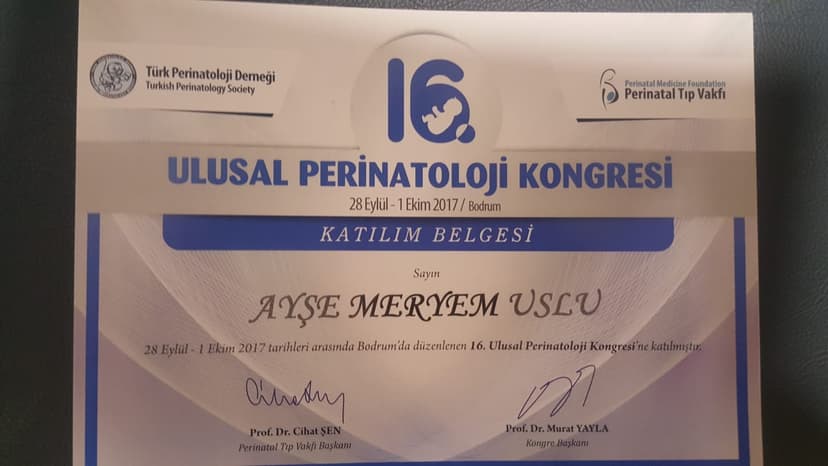 Türk Perinatoloji Derneği
Turkish Perinatology Society
16.
Perinatal Medicine Foundation
Perinatal Tıp Vakfı
ULUSAL PERİNATOLOJİ KONGRESİ
28 Eylül - 1 Ekim 2017 / Bodrum
KATILIM BELGESİ
Sayın
AYŞE MERYEM USLU
28 Eylül - 1 Ekim 2017 tarihleri arasında Bodrum'da düzenlenen 16. Ulusal Perinatoloji Kongresi'ne katılmıştır.
Prof. Dr. Cihat ŞEN
Perinatal Tıp Vakfı Başkanı
Prof. Dr. Murat YAYLA
Kongre Başkanı